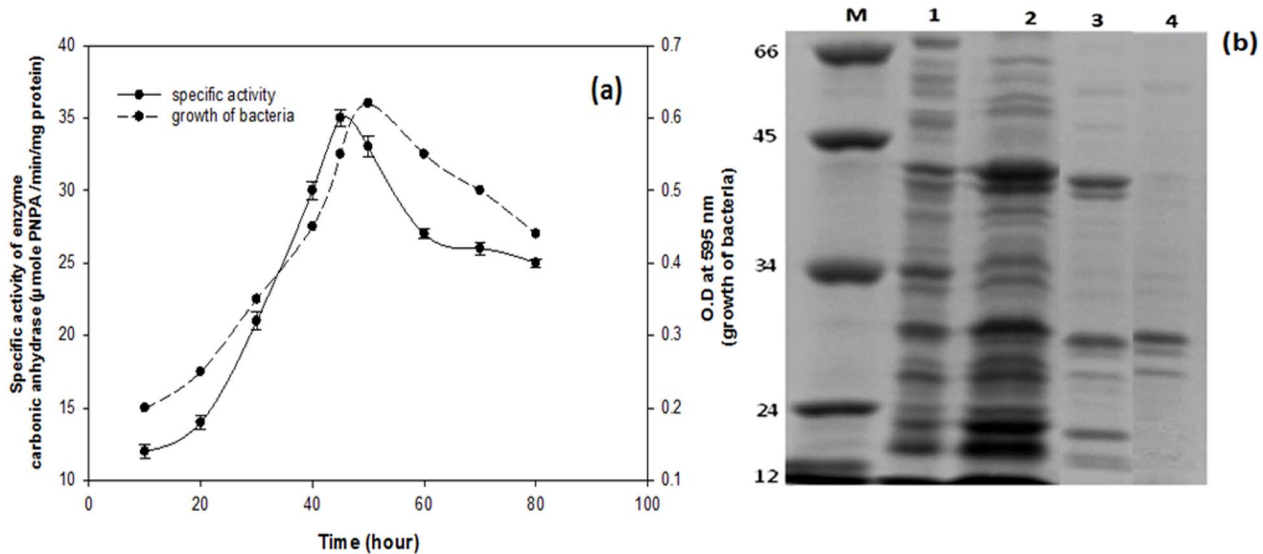 Specific activity of enzyme
carbonic anhydrase (µ mole PNPA /min/mg protein)
40
35
30
25
20
15
10
specific activity
growth of bacteria
(a)
0.7
0.6
0.5
0.4
0.3
0.2
0.1
O.D at 595 nm
(growth of bacteria)
0 20 40 60 80 100
Time (hour)
M 1 2 3 4
(b)
66
45
34
24
12